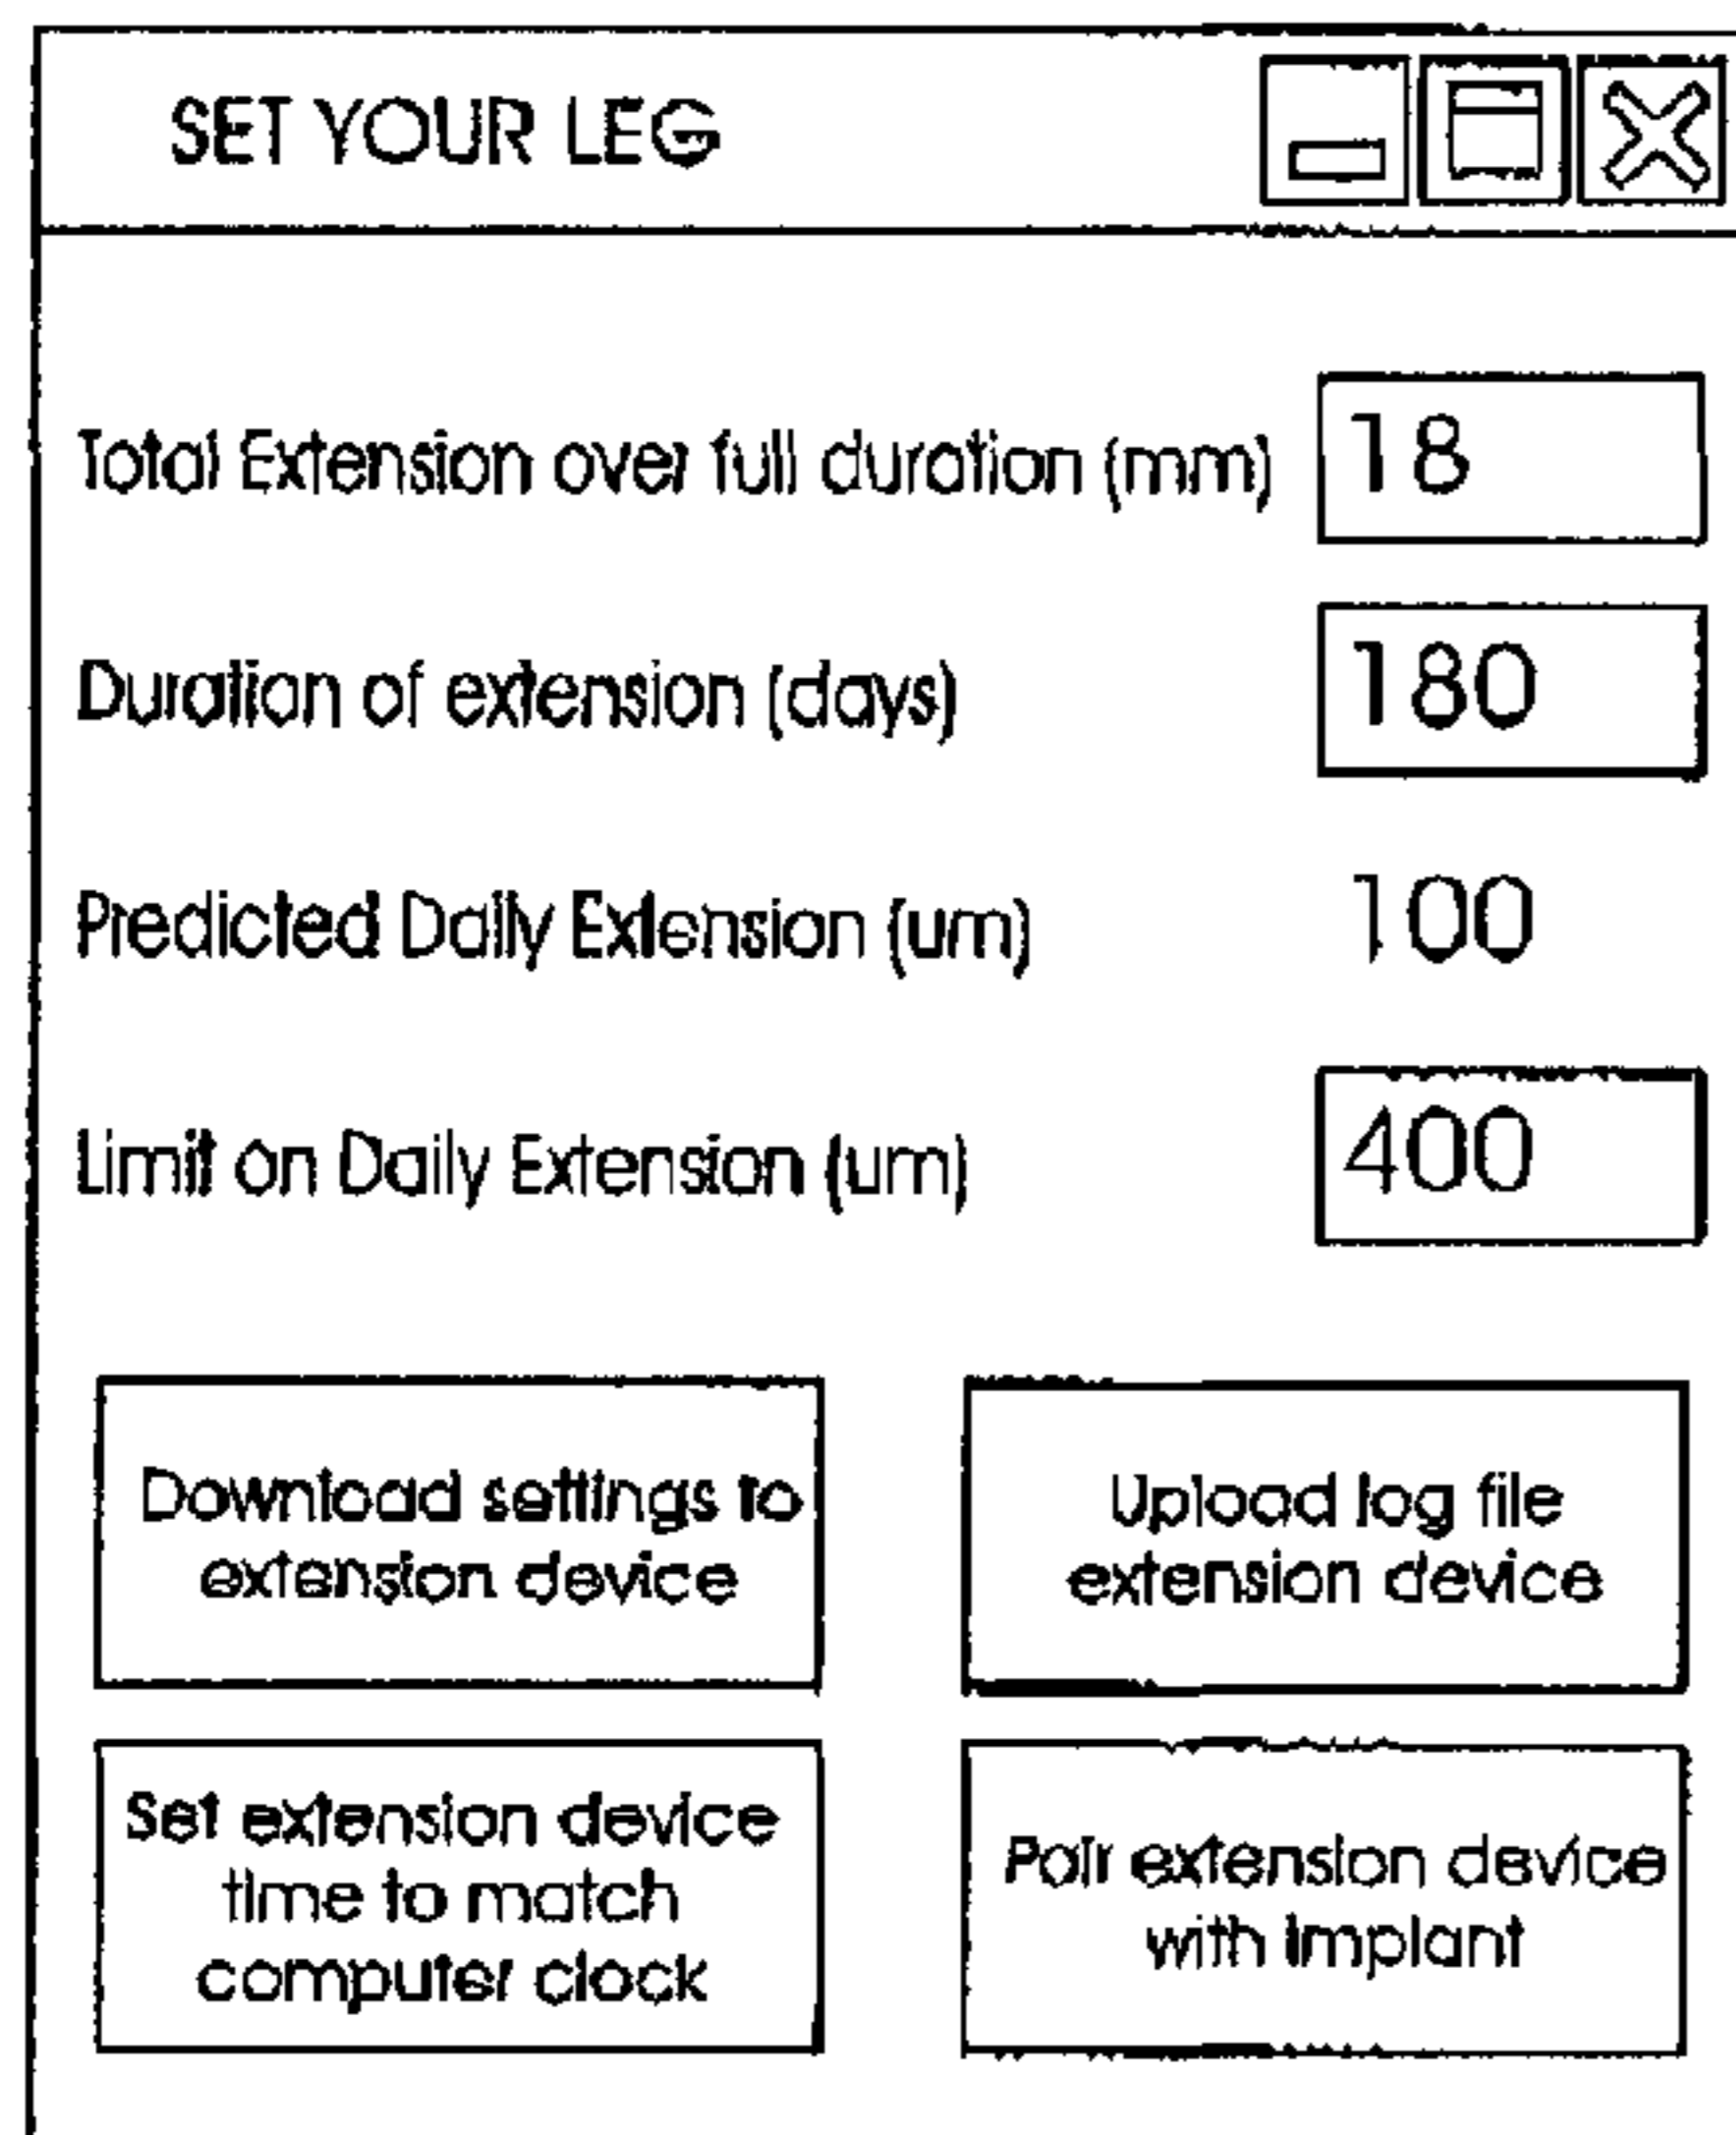 SET YOUR LEG
Total Extension over full duration (mm) 18
Duration of extension (days) 180
Predicted Daily Extension (um) 100
Limit on Daily Extension (um) 400
Download settings to
extension device
Upload log file
extension device
Set extension device
time to match
computer clock
Pair extension device
with implant